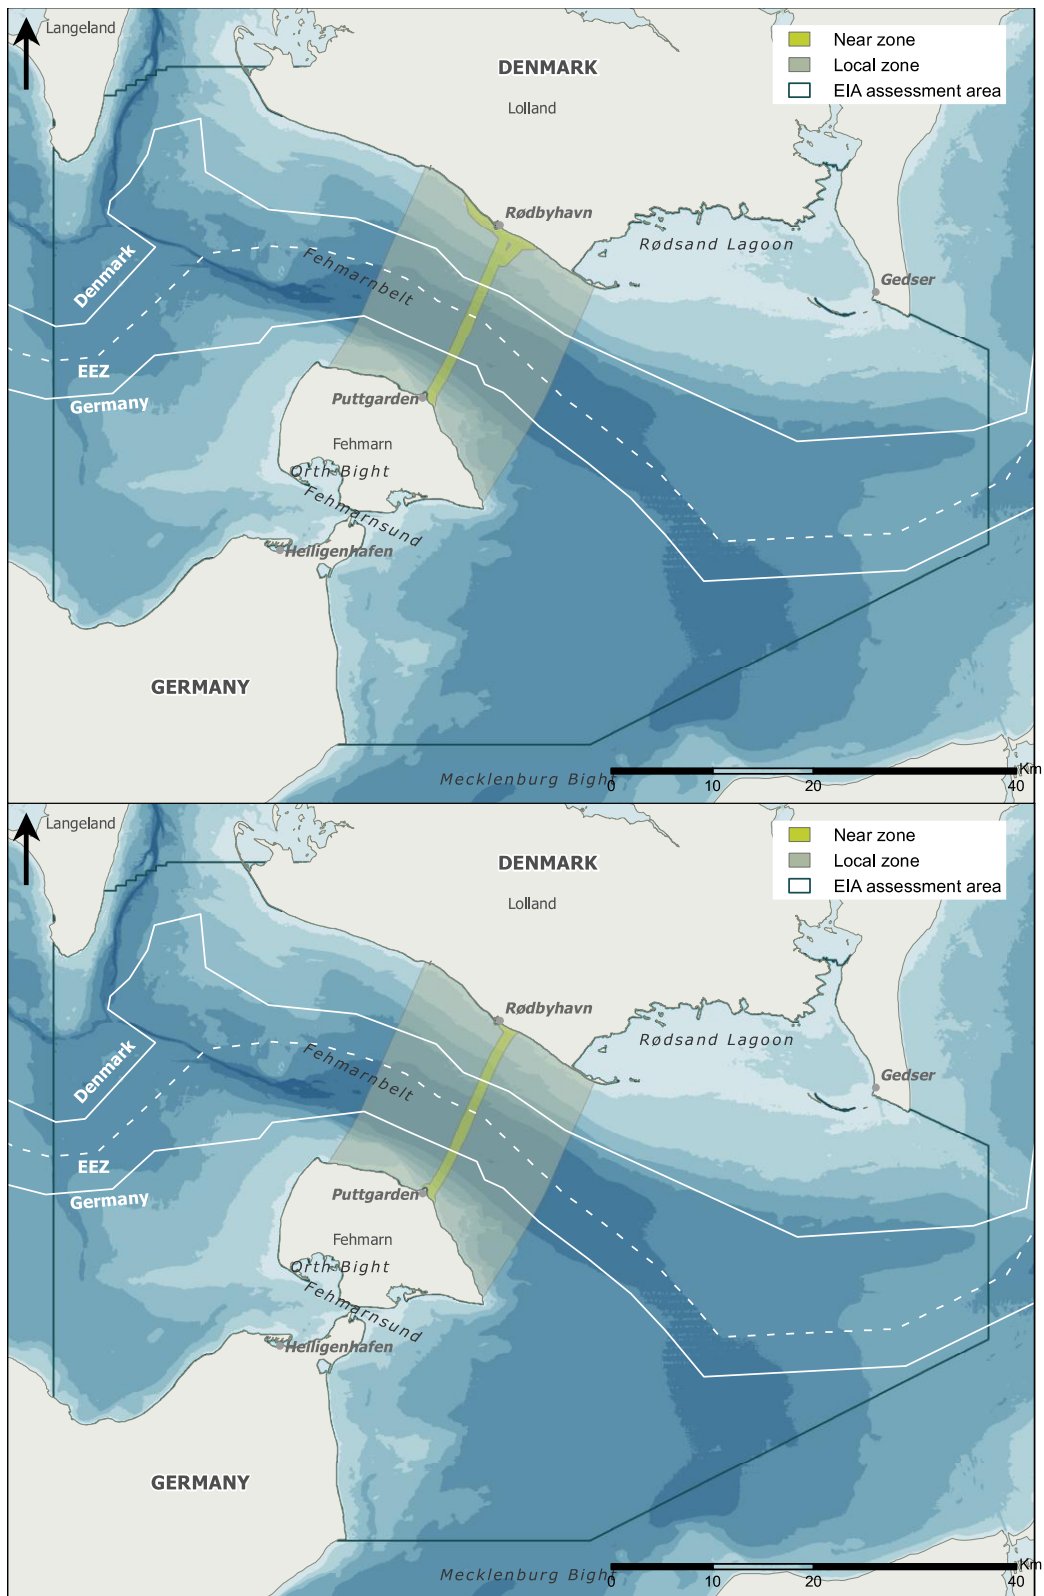 Langeland
DENMARK
Lolland
Near zone
Local zone
EIA assessment area
Rødbyhavn
Rødsand Lagoon
Gedser
Fehmarnbelt
Denmark
EEZ
Germany
Puttgarden
Fehmarn
Orth Bight
Fehmarnsund
Heiligenhafen
GERMANY
Mecklenburg Bight
Km
0 10 20 40
Langeland
DENMARK
Lolland
Near zone
Local zone
EIA assessment area
Rødbyhavn
Rødsand Lagoon
Gedser
Fehmarnbelt
Denmark
EEZ
Germany
Puttgarden
Fehmarn
Orth Bight
Fehmarnsund
Heiligenhafen
GERMANY
Mecklenburg Bight
Km
0 10 20 40